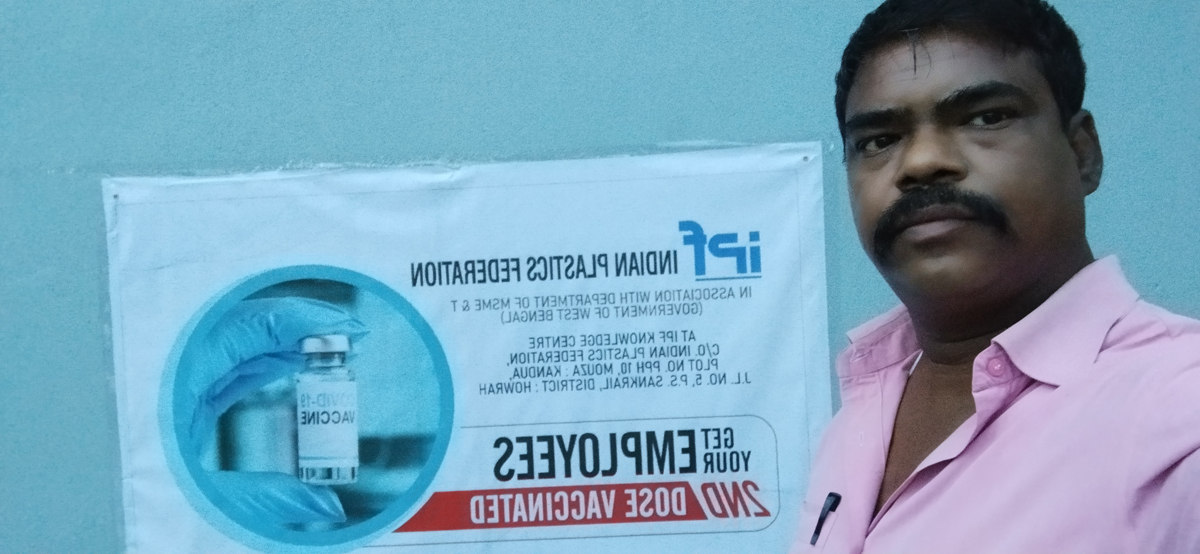 iPf INDIAN PLASTICS FEDERATION
IN ASSOCIATION WITH DEPARTMENT OF MSME & T
(GOVERNMENT OF WEST BENGAL)
AT IPF KNOWLEDGE CENTRE
C/O. INDIAN PLASTICS FEDERATION,
PLOT NO. PPH 10, MOUZA : KANDUA,
J.L. NO. 5, P.S. SANKRAIL, DISTRICT : HOWRAH
GET YOUR EMPLOYEES
2ND DOSE VACCINATED
COVID-19
VACCINE